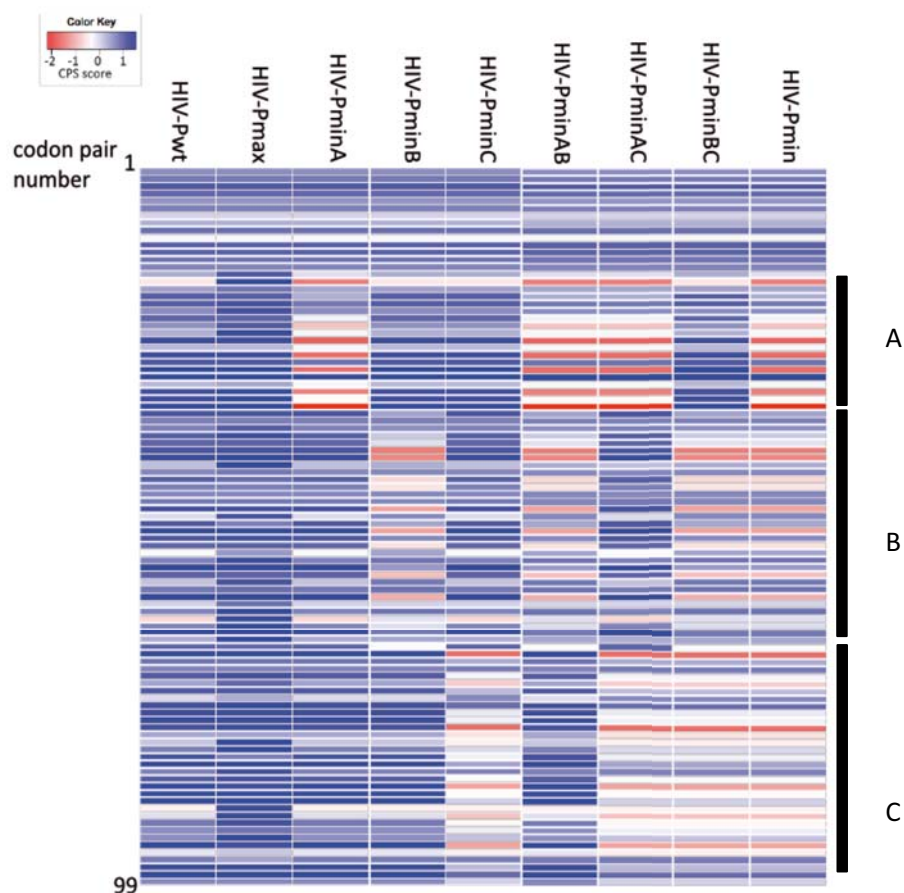 Color Key
-2 -1 0 1
CPS score
HIV-Pwt
HIV-Pmax
HIV-PminA
HIV-PminB
HIV-PminC
HIV-PminAB
HIV-PminAC
HIV-PminBC
HIV-Pmin
codon pair 1
number
A
B
C
99